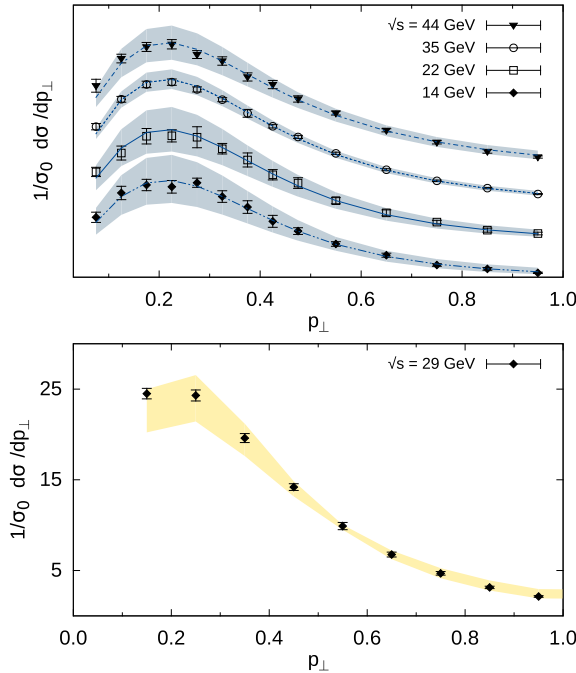 √s = 44 GeV
35 GeV
22 GeV
14 GeV
1/σ₀ dσ/dp⊥
0.2 0.4 0.6 0.8 1.0
p⊥
√s = 29 GeV
25
15
5
1/σ₀ dσ/dp⊥
0.0 0.2 0.4 0.6 0.8 1.0
p⊥